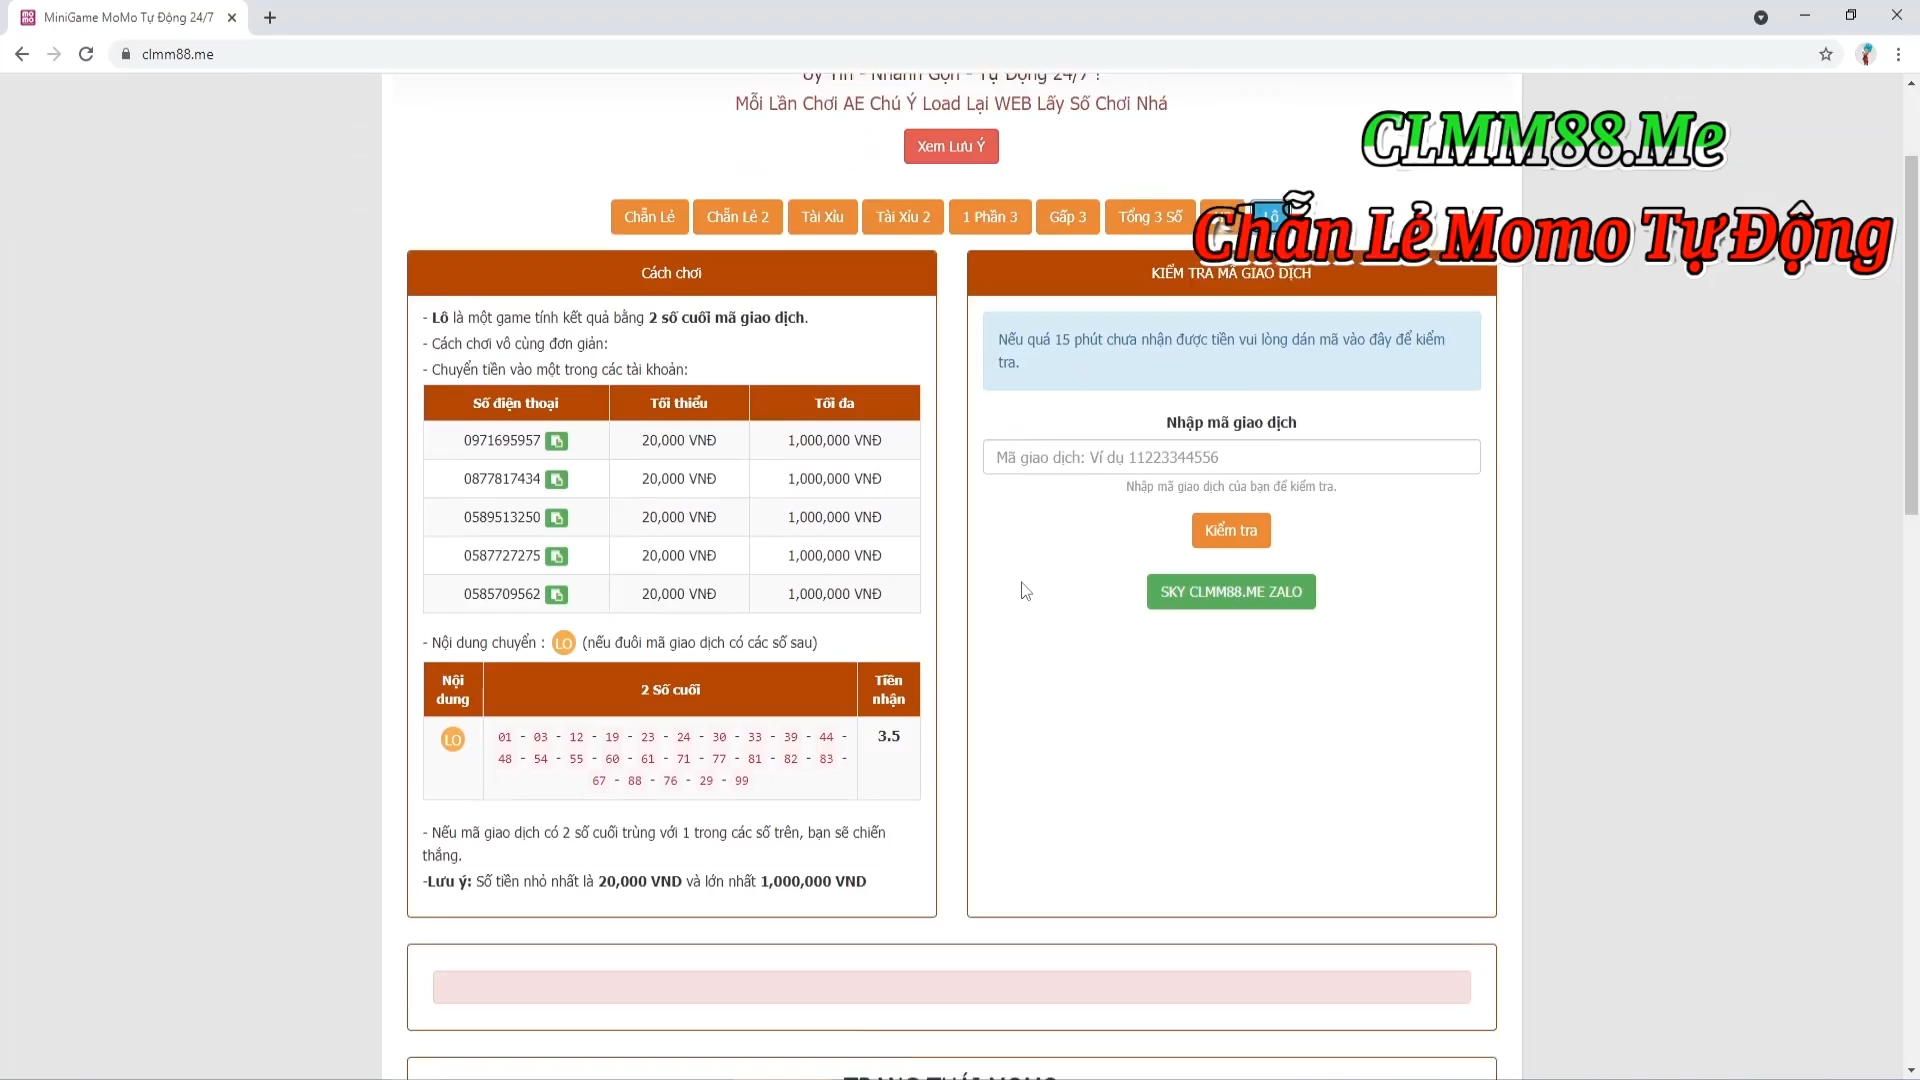 MiniGame MoMo Tự Động 24/7
clmm88.me
Uy Tín - Nhanh Gọn - Tự Động 24/7 !
Mỗi Lần Chơi AE Chú Ý Load Lại WEB Lấy Số Chơi Nhá
Xem Lưu Ý
CLMM88.Me
Chẵn Lẻ Momo Tự Động
Chẵn Lẻ Chẵn Lẻ 2 Tài Xỉu Tài Xỉu 2 1 Phần 3 Gấp 3 Tổng 3 Số Lô
Cách chơi
- Lô là một game tính kết quả bằng 2 số cuối mã giao dịch.
- Cách chơi vô cùng đơn giản:
- Chuyển tiền vào một trong các tài khoản:
Số điện thoại Tối thiểu Tối đa
0971695957 20,000 VNĐ 1,000,000 VNĐ
0877817434 20,000 VNĐ 1,000,000 VNĐ
0589513250 20,000 VNĐ 1,000,000 VNĐ
0587727275 20,000 VNĐ 1,000,000 VNĐ
0585709562 20,000 VNĐ 1,000,000 VNĐ
- Nội dung chuyển : LO (nếu đuôi mã giao dịch có các số sau)
Nội dung 2 Số cuối Tiền nhận
LO 01 - 03 - 12 - 19 - 23 - 24 - 30 - 33 - 39 - 44 - 3.5
48 - 54 - 55 - 60 - 61 - 71 - 77 - 81 - 82 - 83 -
67 - 88 - 76 - 29 - 99
- Nếu mã giao dịch có 2 số cuối trùng với 1 trong các số trên, bạn sẽ chiến
thắng.
-Lưu ý: Số tiền nhỏ nhất là 20,000 VND và lớn nhất 1,000,000 VND
KIỂM TRA MÃ GIAO DỊCH
Nếu quá 15 phút chưa nhận được tiền vui lòng dán mã vào đây để kiểm
tra.
Nhập mã giao dịch
Mã giao dịch: Ví dụ 11223344556
Nhập mã giao dịch của bạn để kiểm tra.
Kiểm tra
SKY CLMM88.ME ZALO
TRẠNG THÁI MOMO